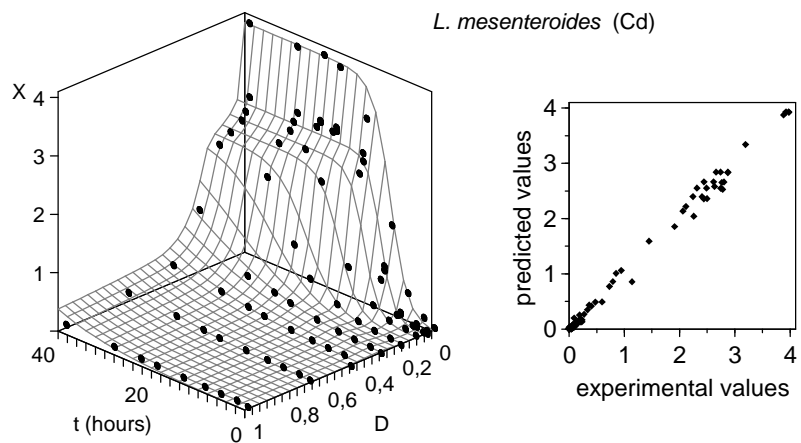 L. mesenteroides (Cd)
X
4
3
2
1
40
20
0
t (hours)
1
0,8
0,6
0,4
0,2
0
D
predicted values
4
3
2
1
0
0 1 2 3 4
experimental values